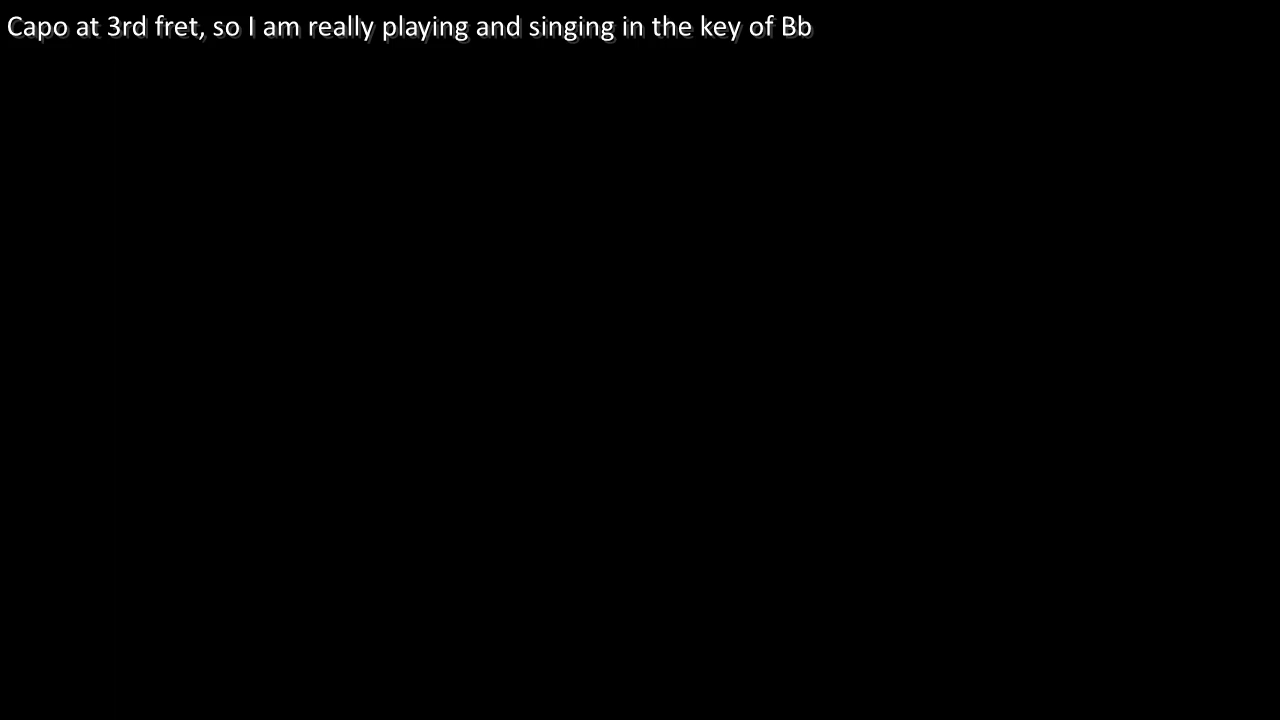 Capo at 3rd fret, so I am really playing and singing in the key of Bb